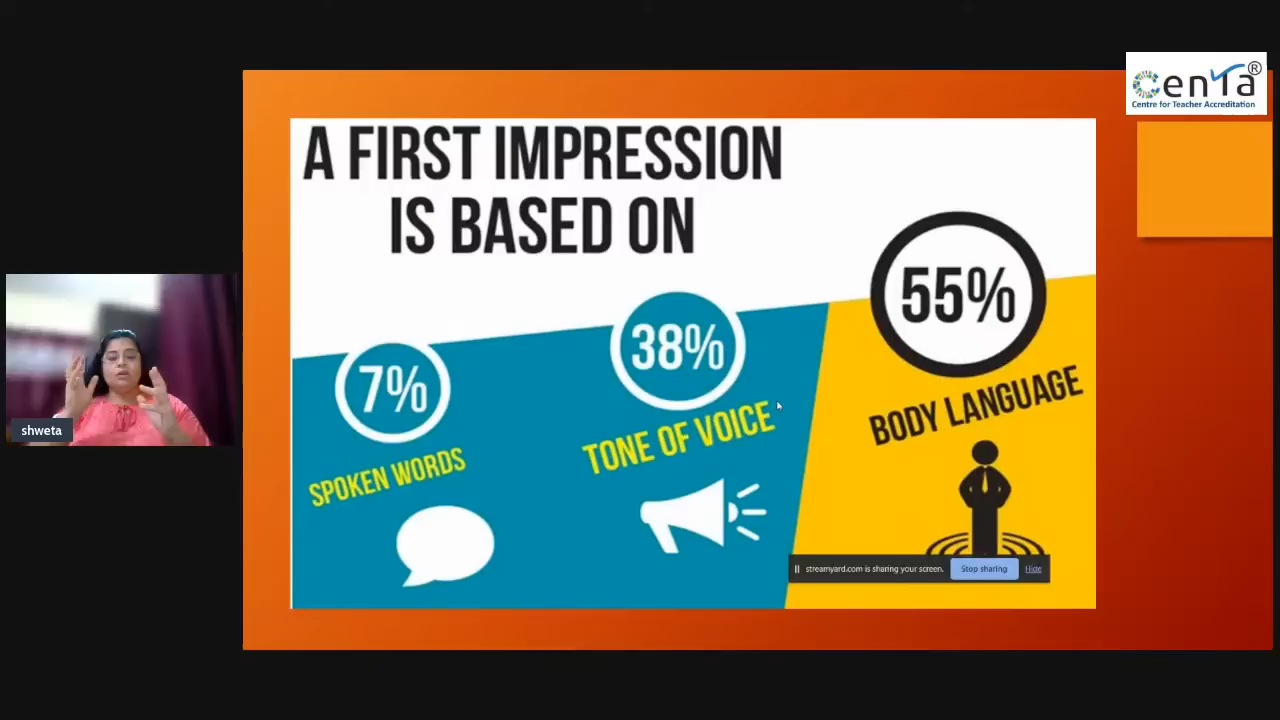 cenTa®
Centre for Teacher Accreditation
A FIRST IMPRESSION
IS BASED ON
55%
38%
7%
BODY LANGUAGE
TONE OF VOICE
SPOKEN WORDS
shweta
streamyard.com is sharing your screen.
Stop sharing
Hide